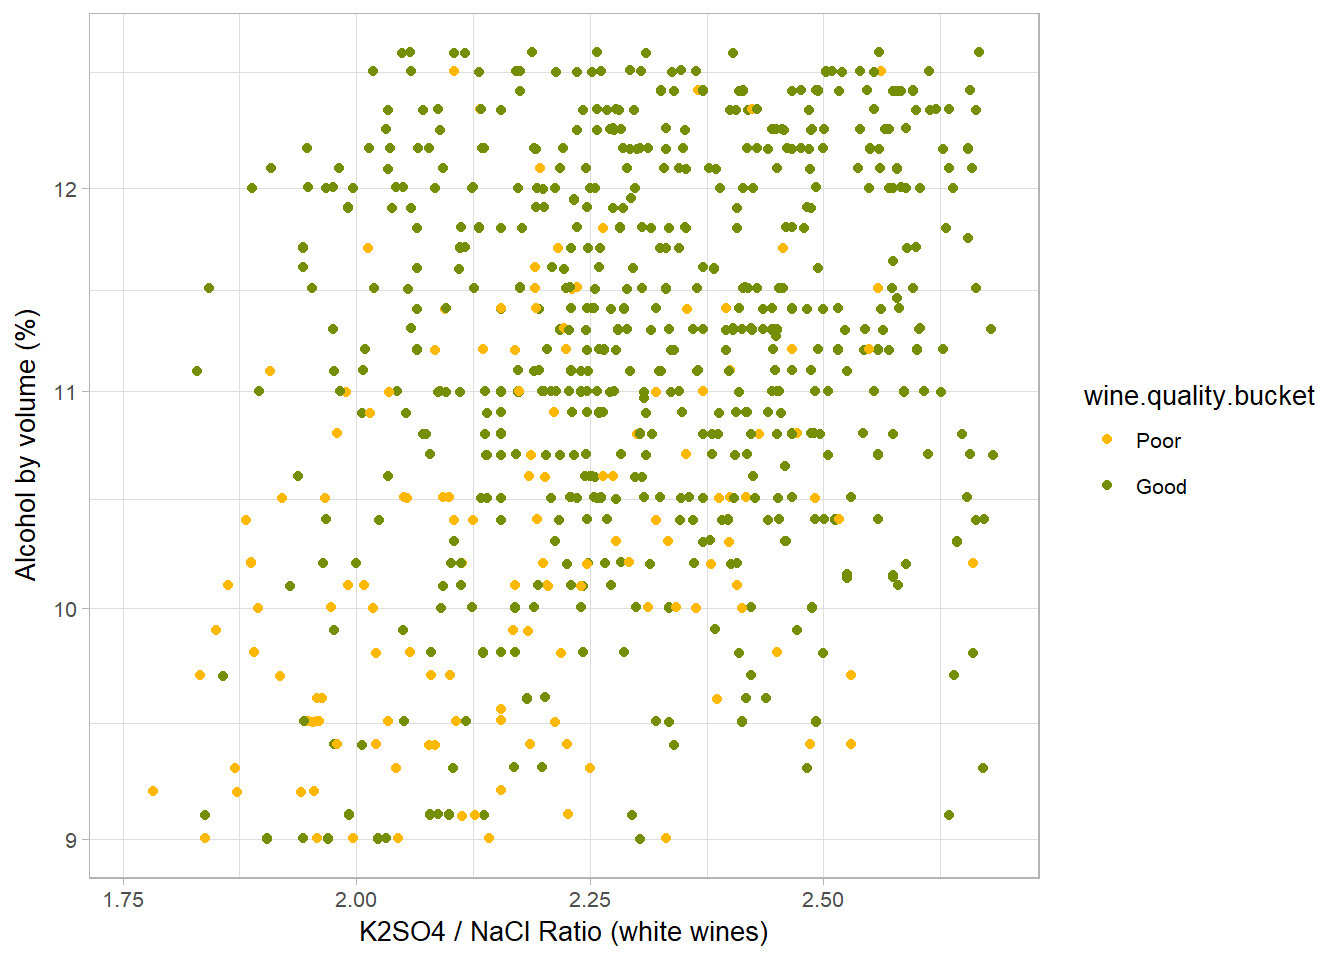 Alcohol by volume (%)
12
11
10
9
1.75 2.00 2.25 2.50
K2SO4 / NaCl Ratio (white wines)
wine.quality.bucket
Poor
Good